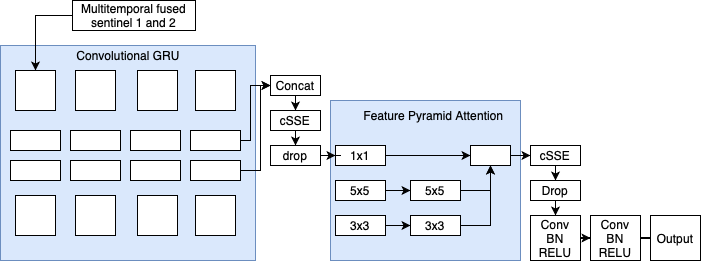 Multitemporal fused
sentinel 1 and 2
Convolutional GRU
Concat
cSSE
drop
Feature Pyramid Attention
1x1
5x5
5x5
3x3
3x3
cSSE
Drop
Conv
BN
RELU
Conv
BN
RELU
Output